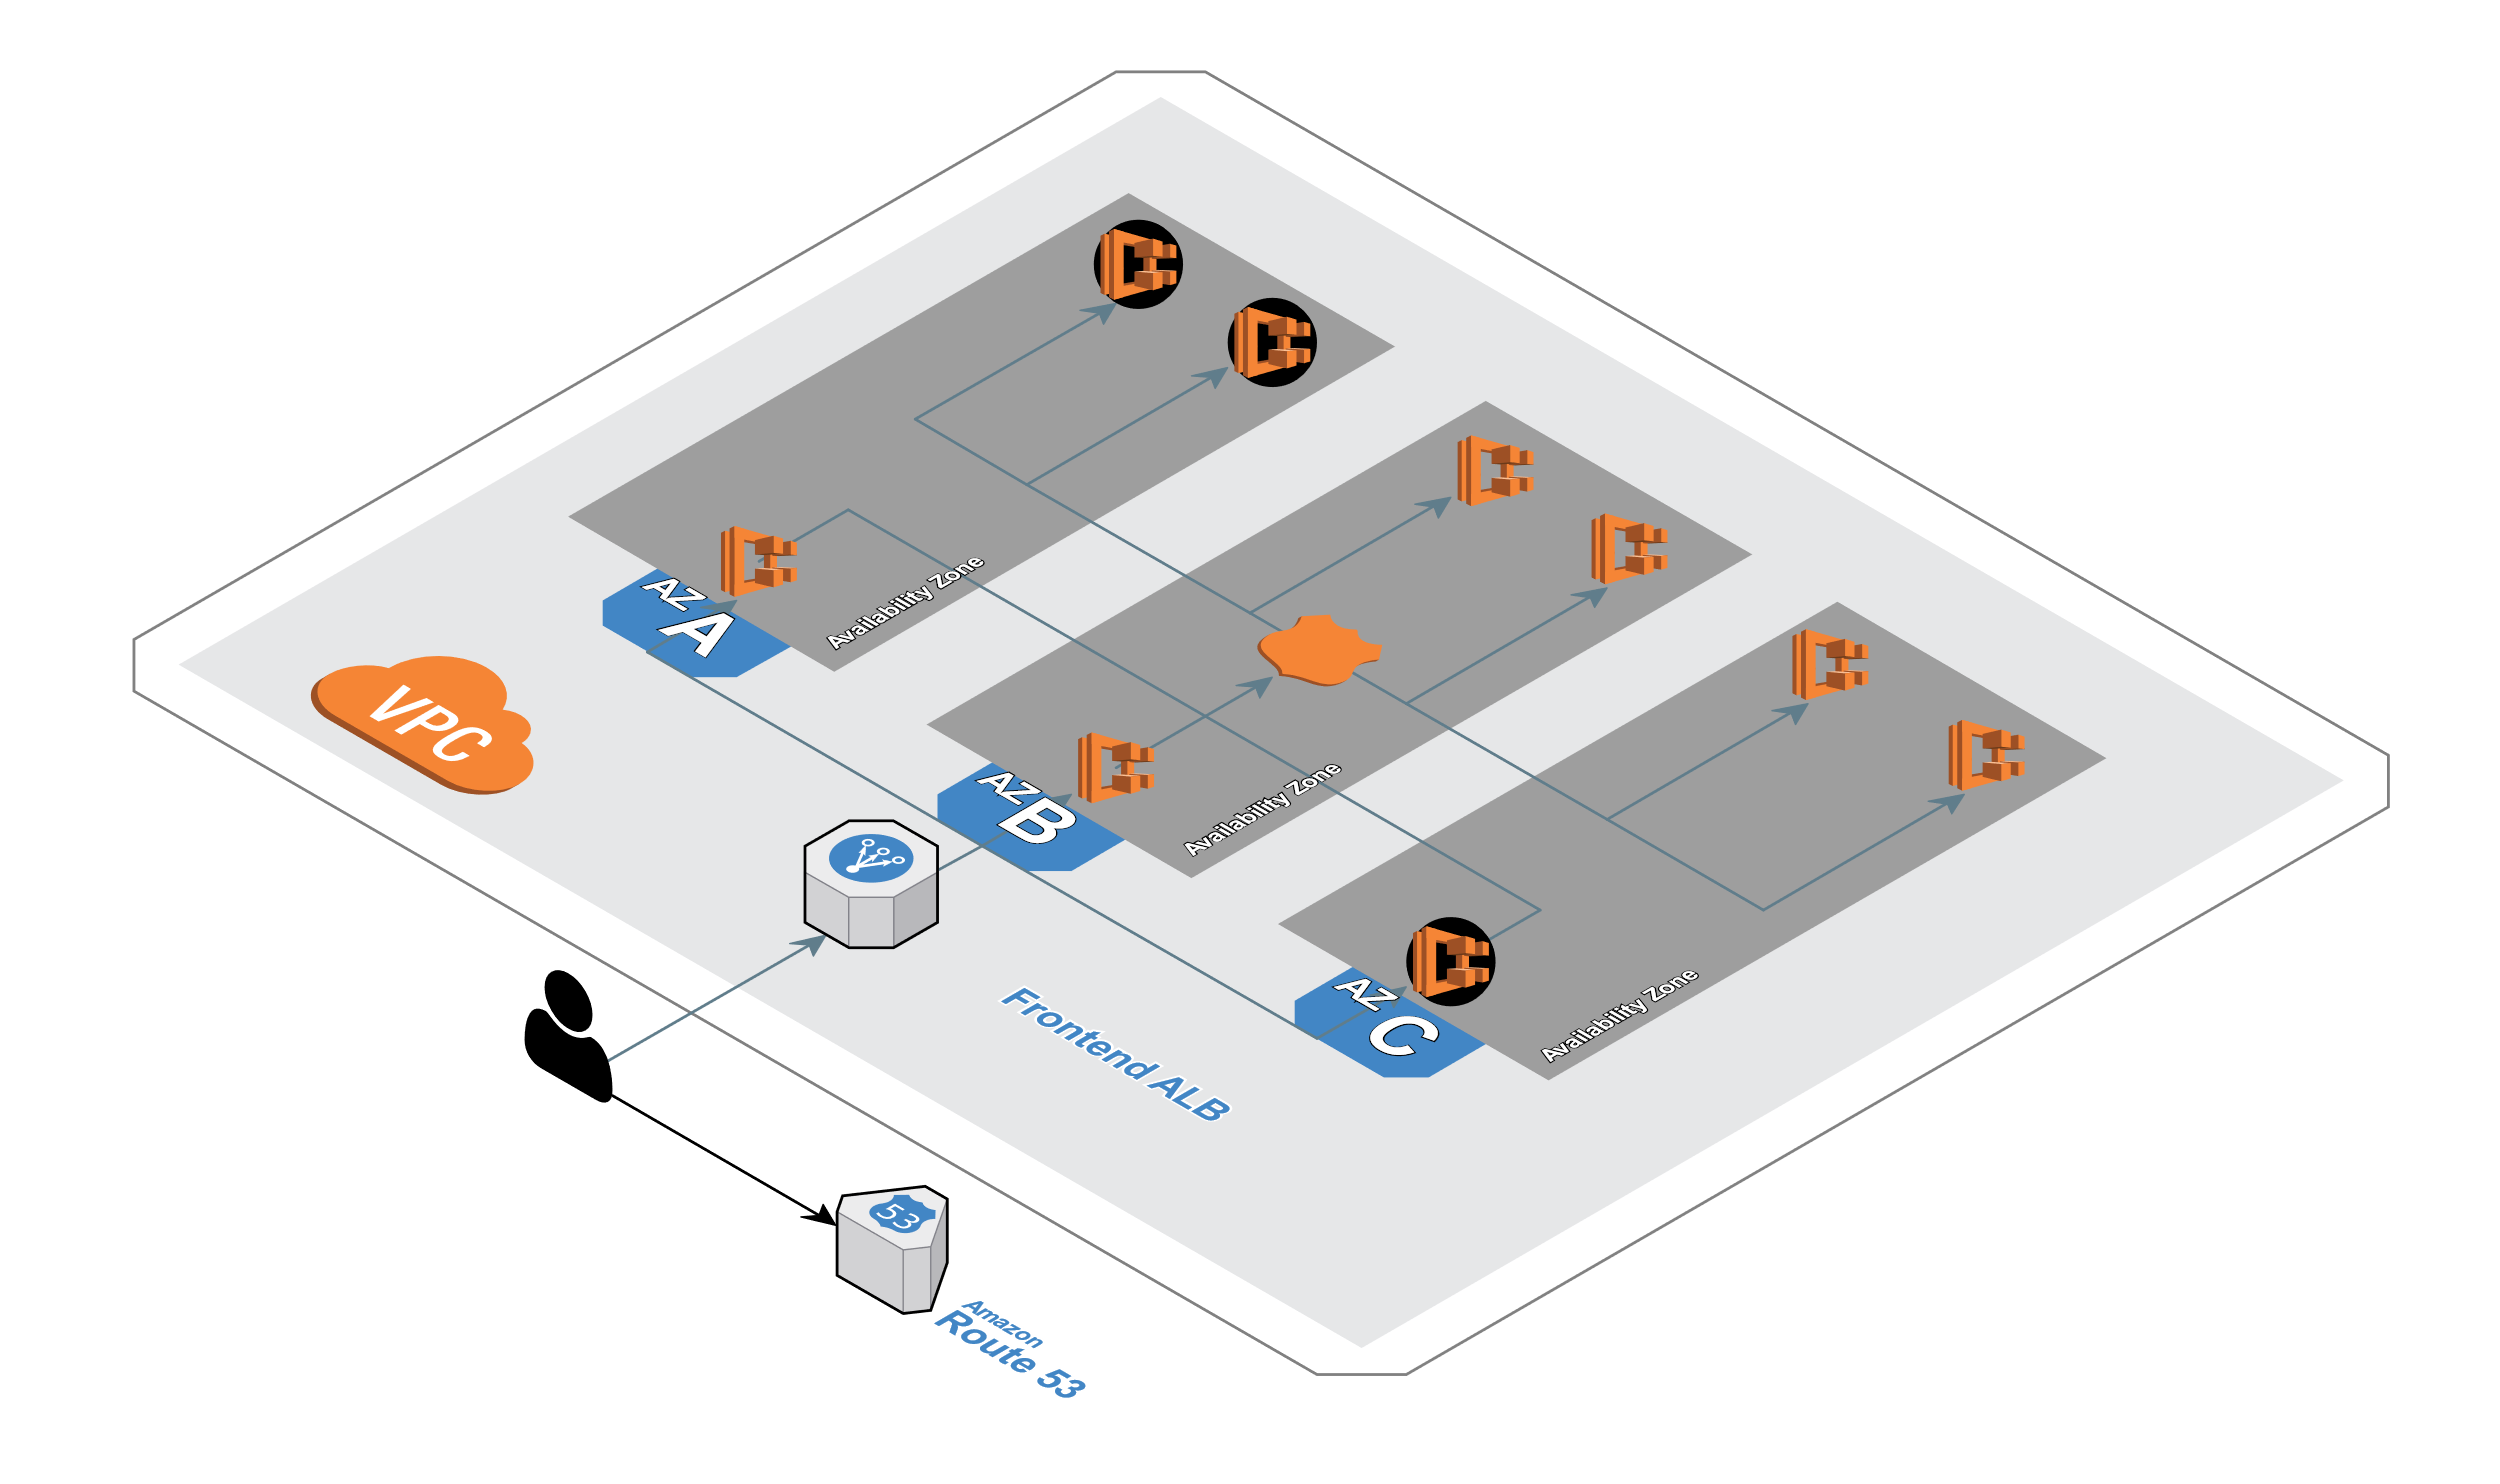 AZ
A
Availability Zone
VPC
AZ
B
Availability Zone
AZ
C
Availability Zone
Frontend ALB
53
Amazon
Route 53